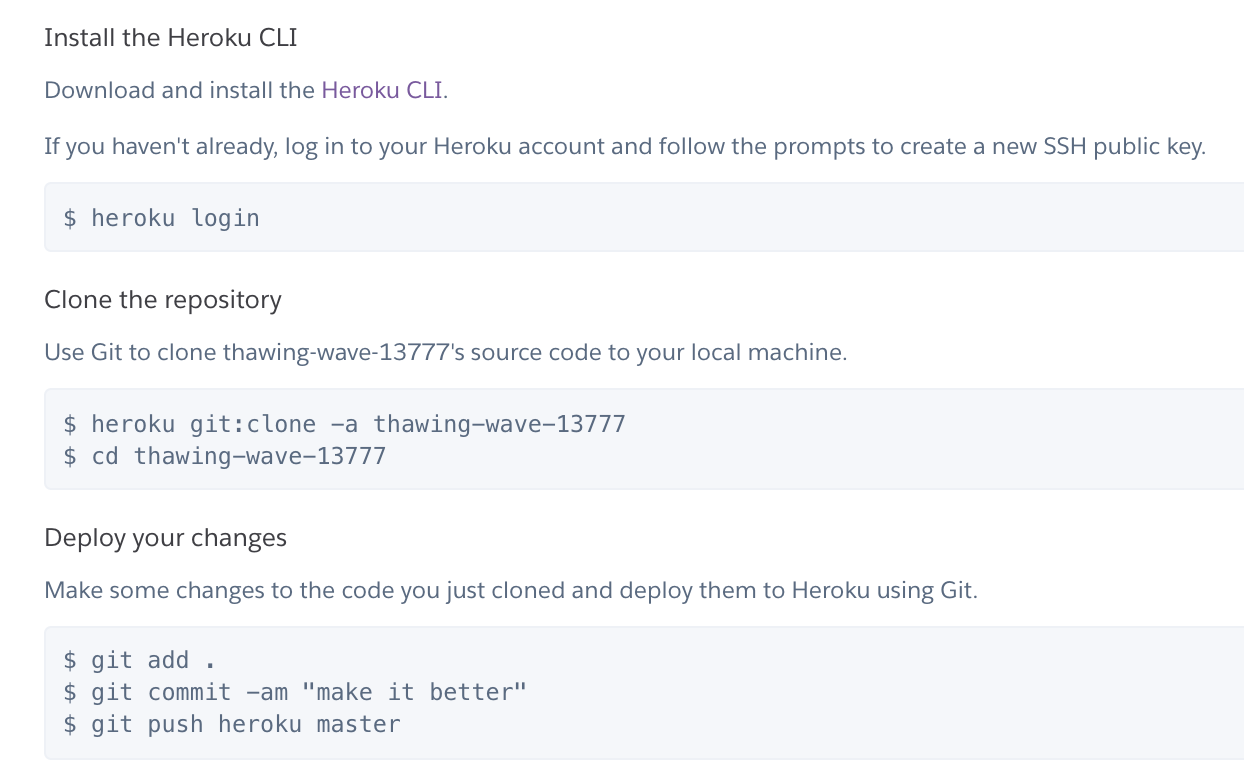 Install the Heroku CLI
Download and install the Heroku CLI.
If you haven't already, log in to your Heroku account and follow the prompts to create a new SSH public key.
$ heroku login
Clone the repository
Use Git to clone thawing-wave-13777's source code to your local machine.
$ heroku git:clone -a thawing-wave-13777
$ cd thawing-wave-13777
Deploy your changes
Make some changes to the code you just cloned and deploy them to Heroku using Git.
$ git add .
$ git commit -am "make it better"
$ git push heroku master